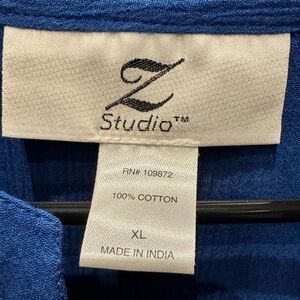 Z
Studio™
RN# 109872
100% COTTON
XL
MADE IN INDIA